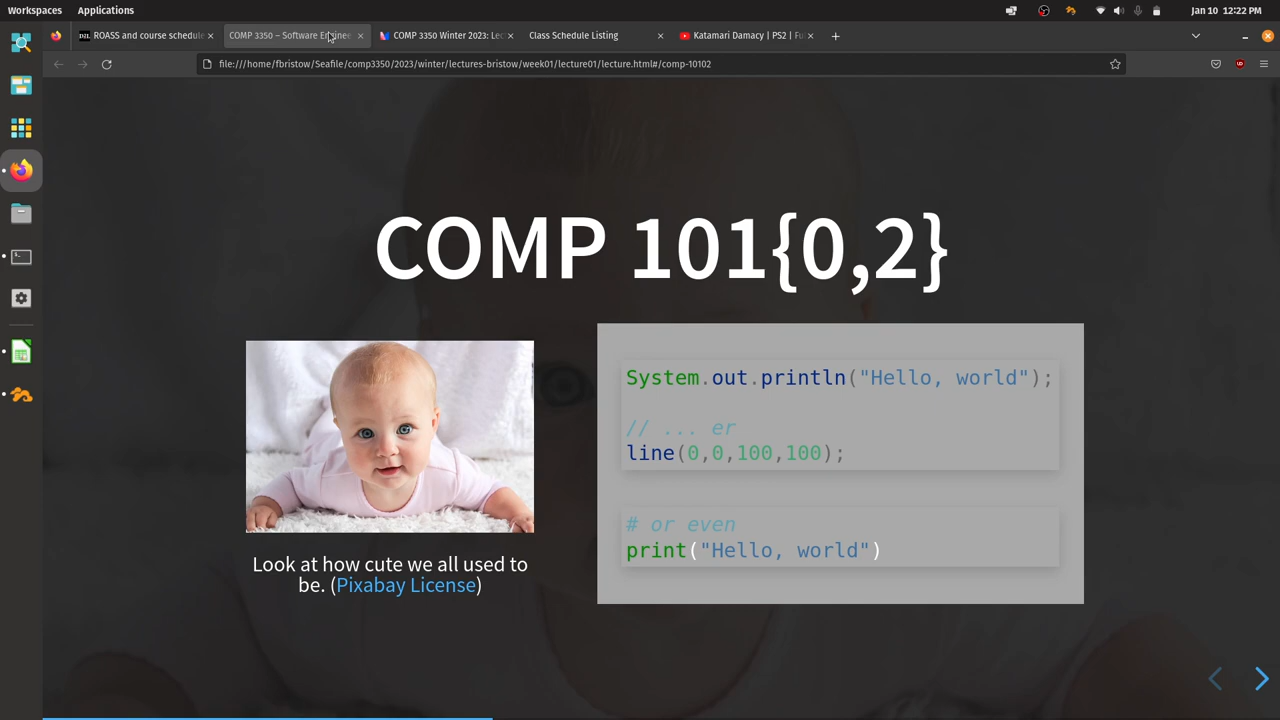 Workspaces Applications Jan 10 12:22 PM
ROASS and course schedule COMP 3350 – Software Enginee COMP 3350 Winter 2023: Lec Class Schedule Listing Katamari Damacy | PS2 | Fu
file:///home/fbristow/Seafile/comp3350/2023/winter/lectures-bristow/week01/lecture01/lecture.html#/comp-10102
COMP 101{0,2}
System.out.println("Hello, world");
// ... er
line(0,0,100,100);
# or even
print("Hello, world")
Look at how cute we all used to
be. (Pixabay License)